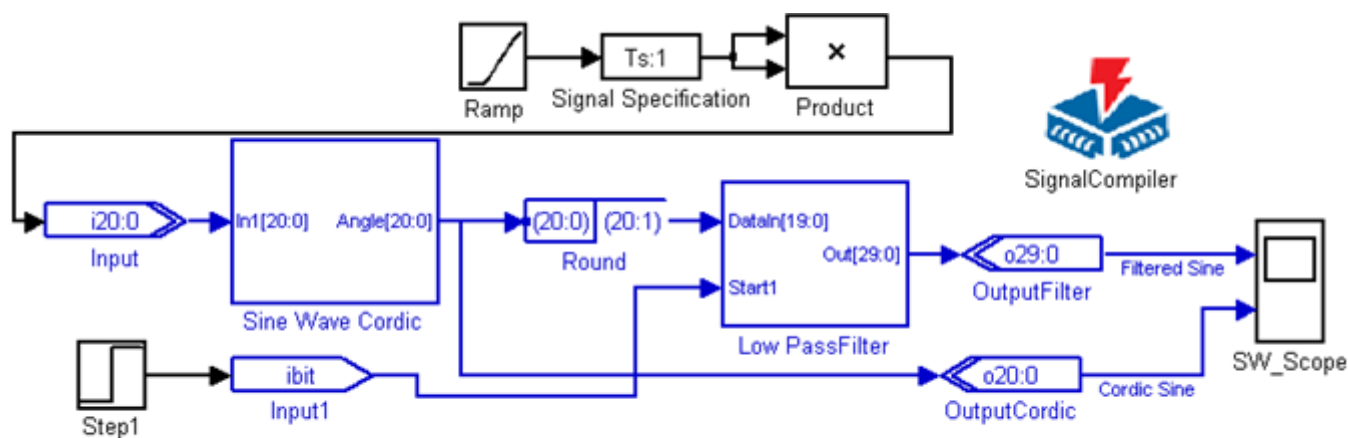 Ts:1
×
Ramp
Signal Specification
Product
SignalCompiler
i20:0
In1[20:0]
Angle[20:0]
(20:0)
(20:1)
DataIn[19:0]
Out[29:0]
Start1
o29:0
Filtered Sine
Input
Round
OutputFilter
Sine Wave Cordic
Low PassFilter
SW_Scope
ibit
o20:0
Cordic Sine
Step1
Input1
OutputCordic